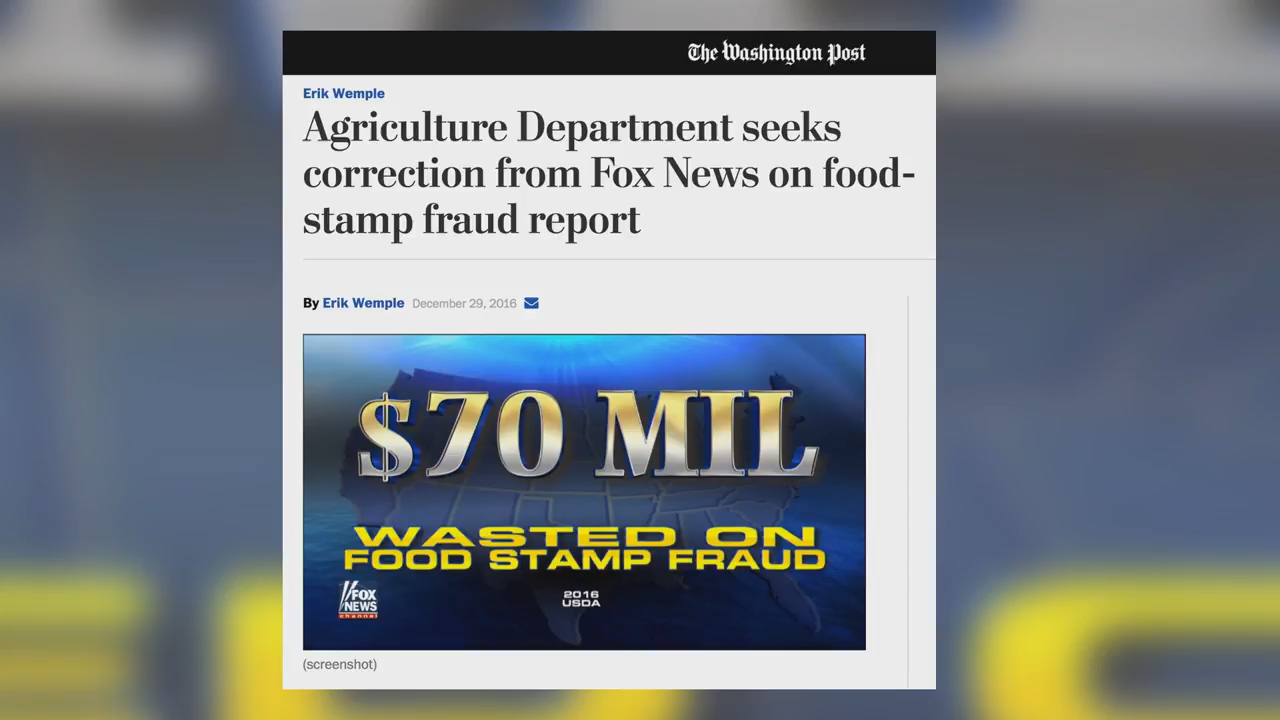 The Washington Post
Erik Wemple
Agriculture Department seeks
correction from Fox News on food-
stamp fraud report
By Erik Wemple December 29, 2016
$70 MIL
WASTED ON
FOOD STAMP FRAUD
FOX
NEWS
channel
2016
USDA
(screenshot)